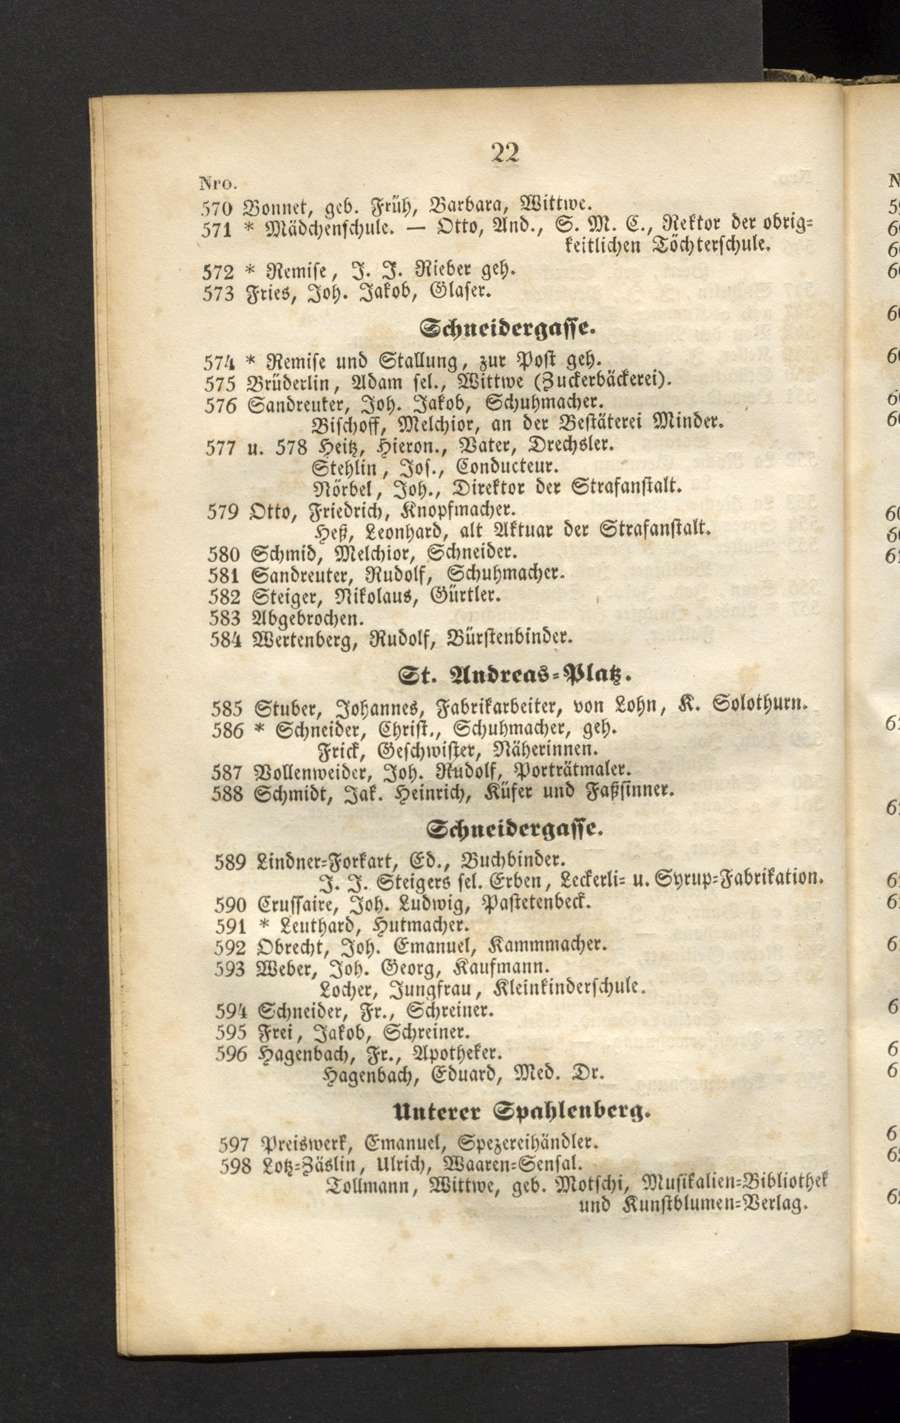 22
Nro.
570 Bonnet, geb. Früh, Barbara, Wittwe.
571 * Mädchenschule. — Otto, And., S. M. C., Rektor der obrig-
keitlichen Töchterschule.
572 * Remise, J. J. Rieber geh.
573 Fries, Joh. Jakob, Glaser.
Schneidergasse.
574 * Remise und Stallung, zur Post geh.
575 Brüderlin, Adam sel., Wittwe (Zuckerbäckerei).
576 Sandreuter, Joh. Jakob, Schuhmacher.
Bischoff, Melchior, an der Bestäterei Minder.
577 u. 578 Heitz, Hieron., Vater, Drechsler.
Stehlin, Jos., Conducteur.
Nörbel, Joh., Direktor der Strafanstalt.
579 Otto, Friedrich, Knopfmacher.
Heß, Leonhard, alt Aktuar der Strafanstalt.
580 Schmid, Melchior, Schneider.
581 Sandreuter, Rudolf, Schuhmacher.
582 Steiger, Nikolaus, Gürtler.
583 Abgebrochen.
584 Wertenberg, Rudolf, Bürstenbinder.
St. Andreas-Platz.
585 Stuber, Johannes, Fabrikarbeiter, von Lohn, K. Solothurn.
586 * Schneider, Christ., Schuhmacher, geh.
Frick, Geschwister, Näherinnen.
587 Vollenweider, Joh. Rudolf, Porträtmaler.
588 Schmidt, Jak. Heinrich, Küfer und Faßsinner.
Schneidergasse.
589 Lindner-Forkart, Ed., Buchbinder.
J. J. Steigers sel. Erben, Leckerli- u. Syrup-Fabrikation.
590 Crussaire, Joh. Ludwig, Pastetenbeck.
591 * Leuthard, Hutmacher.
592 Obrecht, Joh. Emanuel, Kammmacher.
593 Weber, Joh. Georg, Kaufmann.
Locher, Jungfrau, Kleinkinderschule.
594 Schneider, Fr., Schreiner.
595 Frei, Jakob, Schreiner.
596 Hagenbach, Fr., Apotheker.
Hagenbach, Eduard, Med. Dr.
Unterer Spahlenberg.
597 Preiswerk, Emanuel, Spezereihändler.
598 Lotz-Zäslin, Ulrich, Waaren-Sensal.
Tollmann, Wittwe, geb. Motschi, Musikalien-Bibliothek
und Kunstblumen-Verlag.